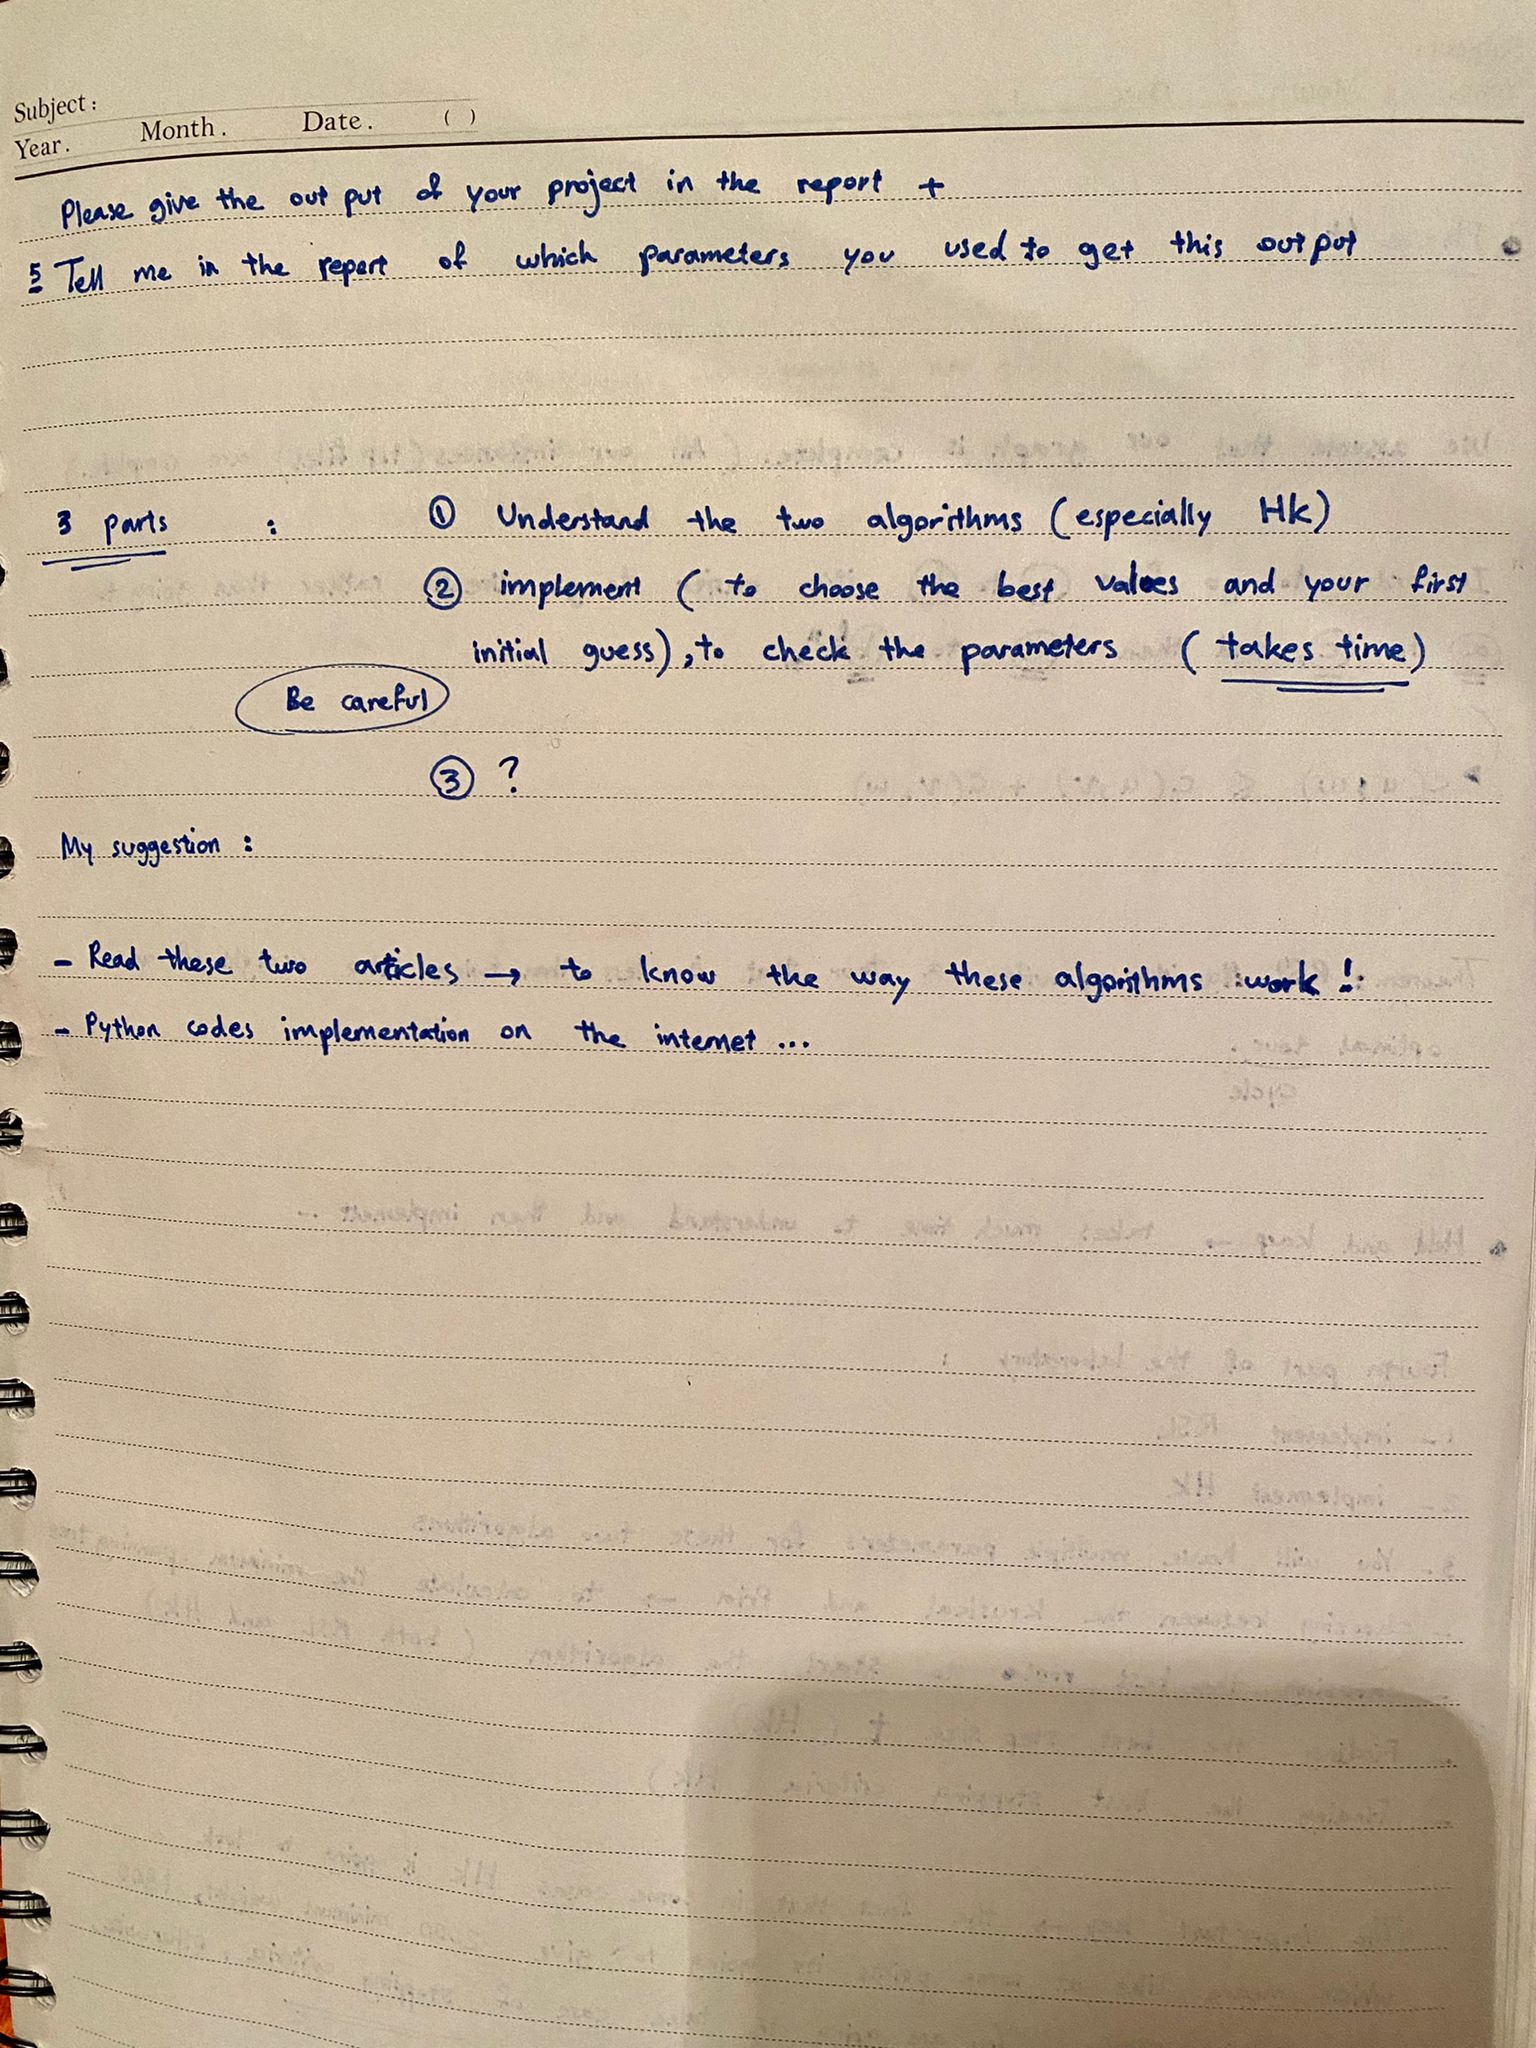 Subject :
Year. Month. Date. ( )
Please give the out put of your project in the report +
5 Tell me in the report of which parameters you used to get this output
3 parts : ① Understand the two algorithms (especially Hk)
② implement ( to choose the best values and your first
initial guess), to check the parameters ( takes time)
Be careful
③ ?
My suggestion :
- Read these two articles → to know the way these algorithms work !
- Python codes implementation on the internet ...